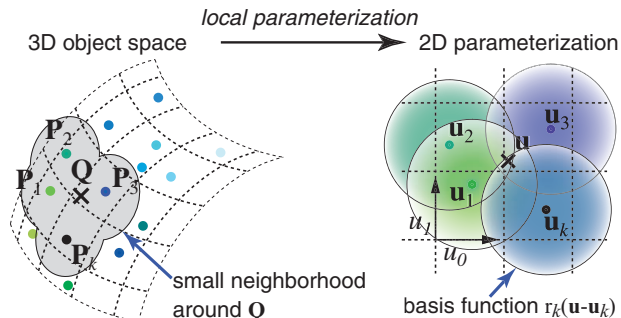 local parameterization
3D object space
2D parameterization
P₂
Q
P₁
P₃
Pₖ
small neighborhood
around Q
u₂
u₃
u
u₁
uₖ
u₁
u₀
basis function rₖ(u-uₖ)